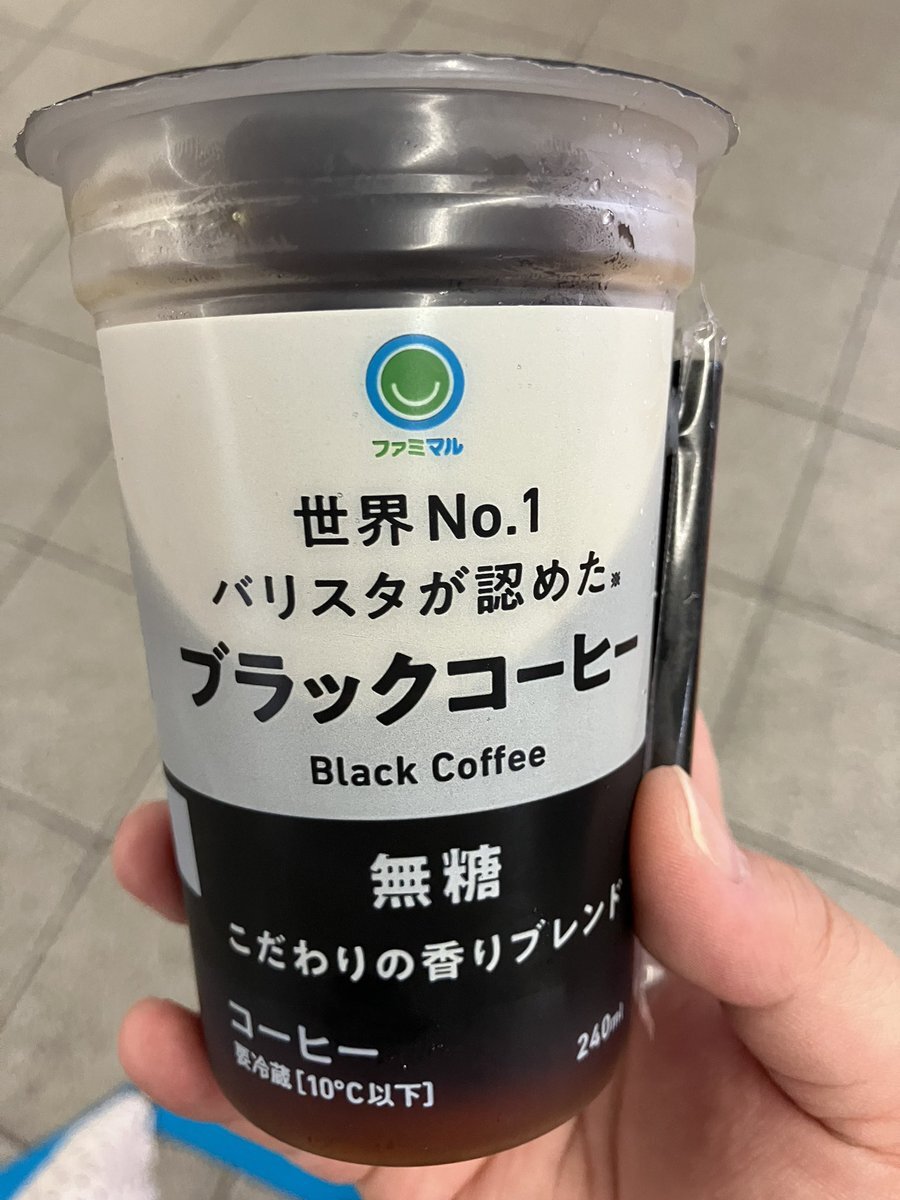 ファミマル
世界No.1
バリスタが認めた※
ブラックコーヒー
Black Coffee
無糖
こだわりの香りブレンド
コーヒー
240ml
要冷蔵[10℃以下]